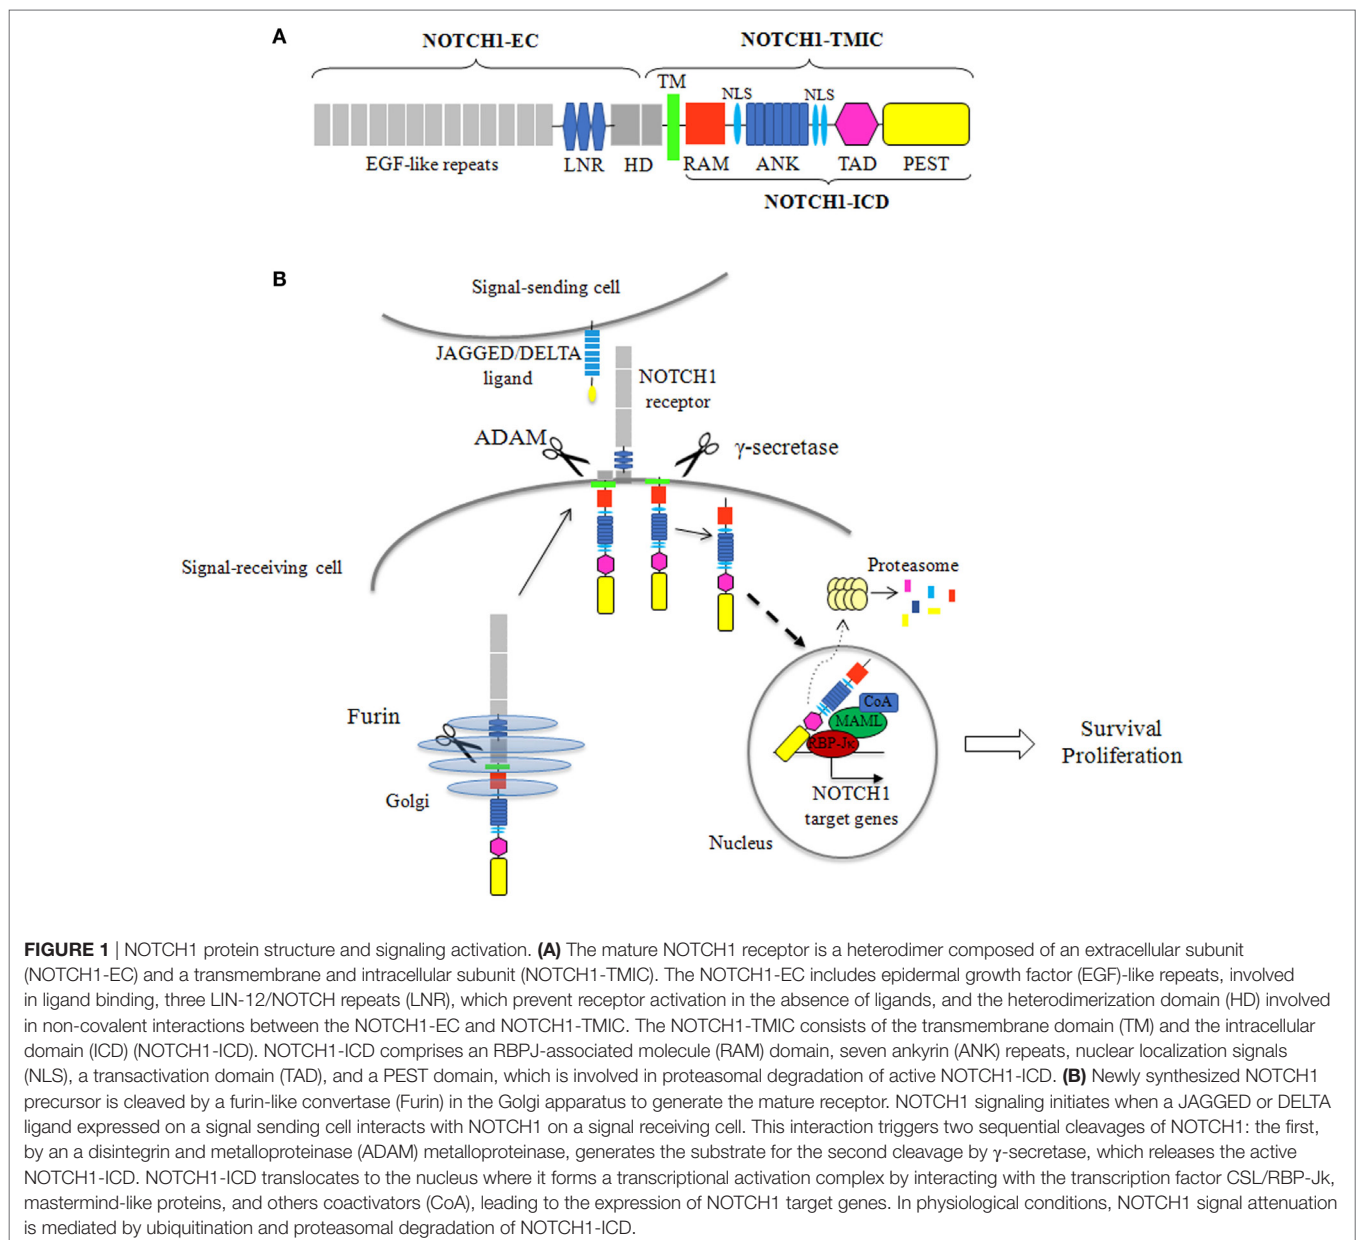 A
NOTCH1-EC
NOTCH1-TMIC
TM
NLS
NLS
EGF-like repeats
LNR
HD
RAM
ANK
TAD
PEST
NOTCH1-ICD
B
Signal-sending cell
JAGGED/DELTA
ligand
NOTCH1
receptor
ADAM
γ-secretase
Signal-receiving cell
Proteasome
Furin
Golgi
CoA
MAML
RBP-Jκ
NOTCH1
target genes
Nucleus
Survival
Proliferation
FIGURE 1 | NOTCH1 protein structure and signaling activation. (A) The mature NOTCH1 receptor is a heterodimer composed of an extracellular subunit
(NOTCH1-EC) and a transmembrane and intracellular subunit (NOTCH1-TMIC). The NOTCH1-EC includes epidermal growth factor (EGF)-like repeats, involved
in ligand binding, three LIN-12/NOTCH repeats (LNR), which prevent receptor activation in the absence of ligands, and the heterodimerization domain (HD) involved
in non-covalent interactions between the NOTCH1-EC and NOTCH1-TMIC. The NOTCH1-TMIC consists of the transmembrane domain (TM) and the intracellular
domain (ICD) (NOTCH1-ICD). NOTCH1-ICD comprises an RBPJ-associated molecule (RAM) domain, seven ankyrin (ANK) repeats, nuclear localization signals
(NLS), a transactivation domain (TAD), and a PEST domain, which is involved in proteasomal degradation of active NOTCH1-ICD. (B) Newly synthesized NOTCH1
precursor is cleaved by a furin-like convertase (Furin) in the Golgi apparatus to generate the mature receptor. NOTCH1 signaling initiates when a JAGGED or DELTA
ligand expressed on a signal sending cell interacts with NOTCH1 on a signal receiving cell. This interaction triggers two sequential cleavages of NOTCH1: the first,
by an a disintegrin and metalloproteinase (ADAM) metalloproteinase, generates the substrate for the second cleavage by γ-secretase, which releases the active
NOTCH1-ICD. NOTCH1-ICD translocates to the nucleus where it forms a transcriptional activation complex by interacting with the transcription factor CSL/RBP-Jk,
mastermind-like proteins, and others coactivators (CoA), leading to the expression of NOTCH1 target genes. In physiological conditions, NOTCH1 signal attenuation
is mediated by ubiquitination and proteasomal degradation of NOTCH1-ICD.